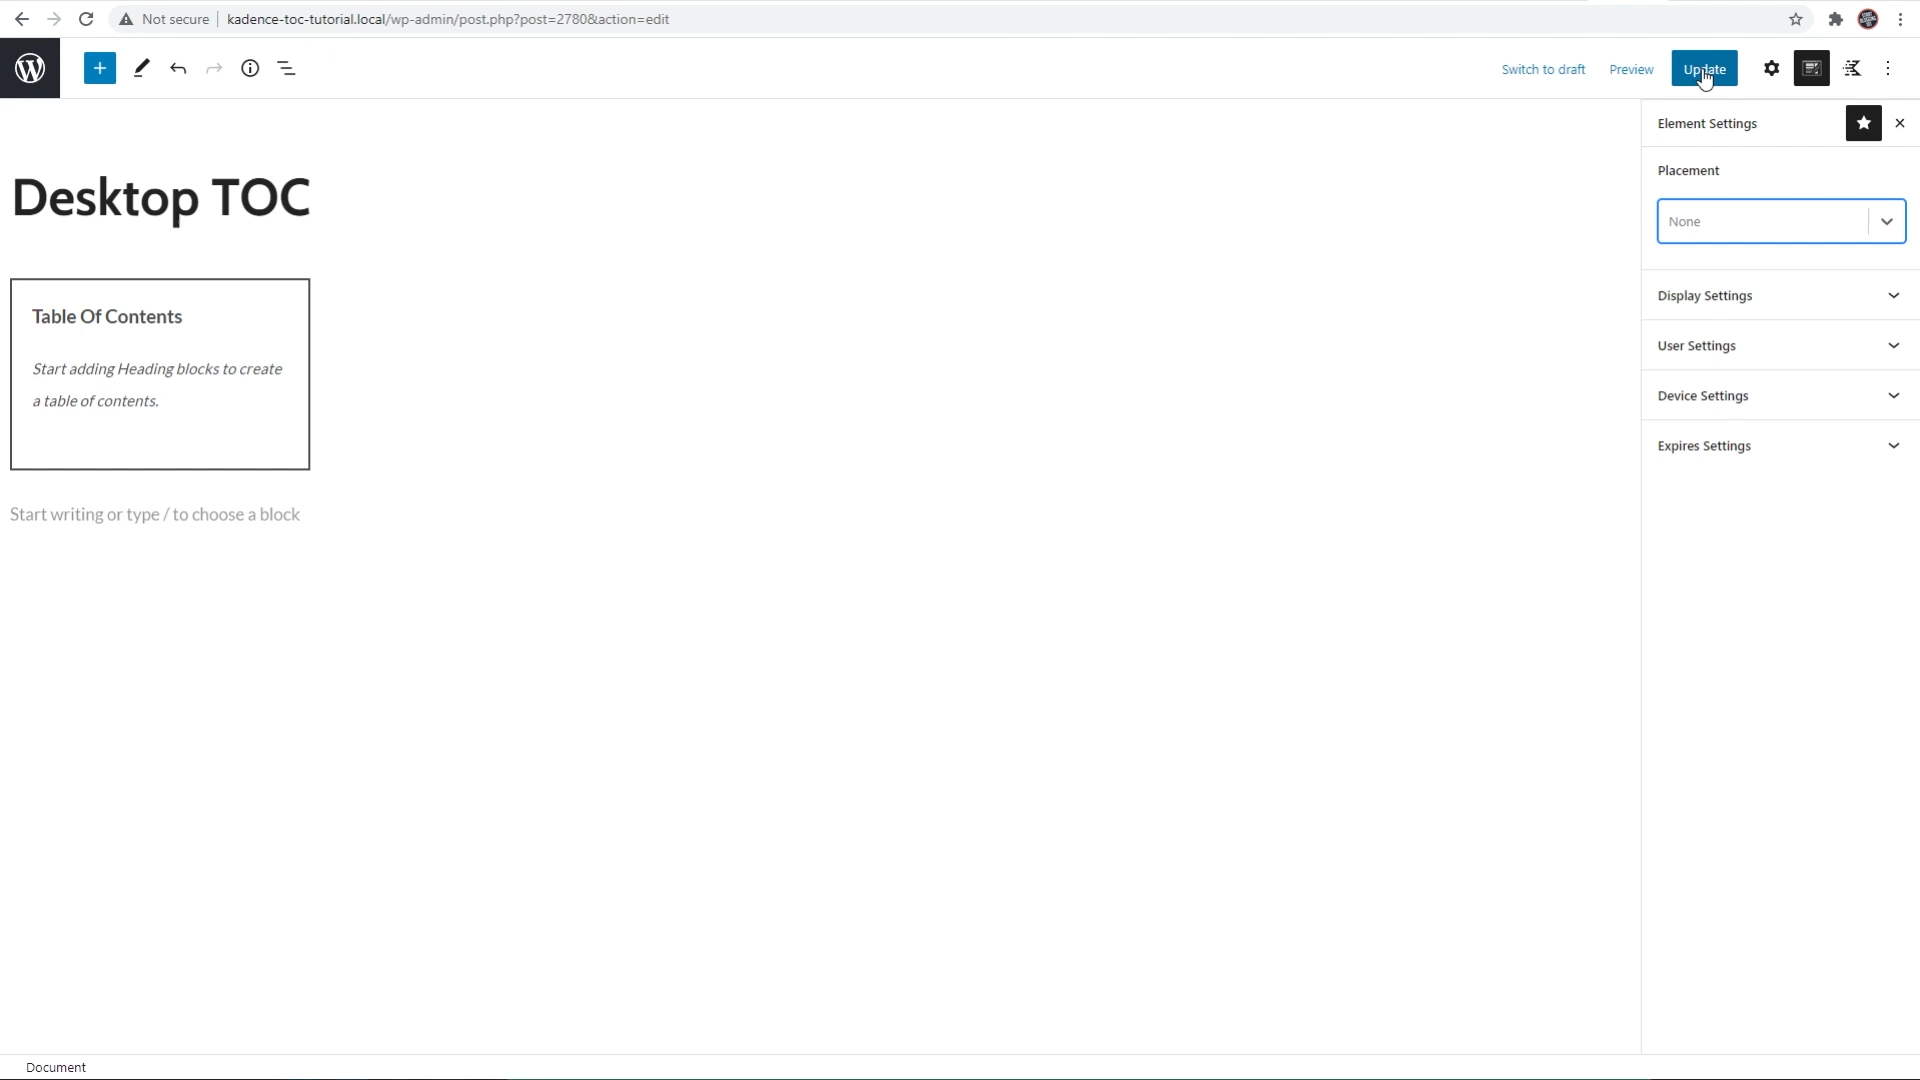 Not secure
kadence-toc-tutorial.local/wp-admin/post.php?post=2780&action=edit
Switch to draft
Preview
Update
Element Settings
Placement
None
Display Settings
User Settings
Device Settings
Expires Settings
Desktop TOC
Table Of Contents
Start adding Heading blocks to create
a table of contents.
Start writing or type / to choose a block
Document